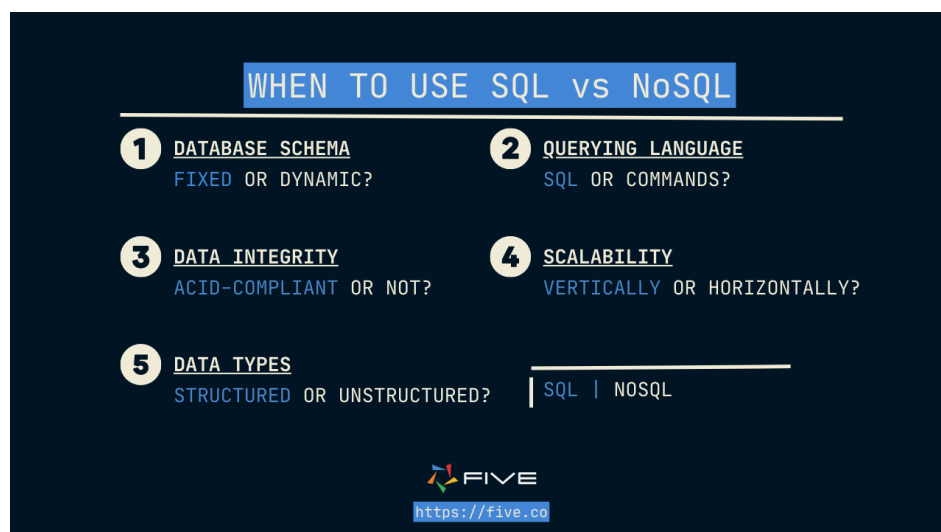 WHEN TO USE SQL vs NoSQL
1 DATABASE SCHEMA
FIXED OR DYNAMIC?
2 QUERYING LANGUAGE
SQL OR COMMANDS?
3 DATA INTEGRITY
ACID-COMPLIANT OR NOT?
4 SCALABILITY
VERTICALLY OR HORIZONTALLY?
5 DATA TYPES
STRUCTURED OR UNSTRUCTURED?
SQL | NOSQL
FIVE
https://five.co